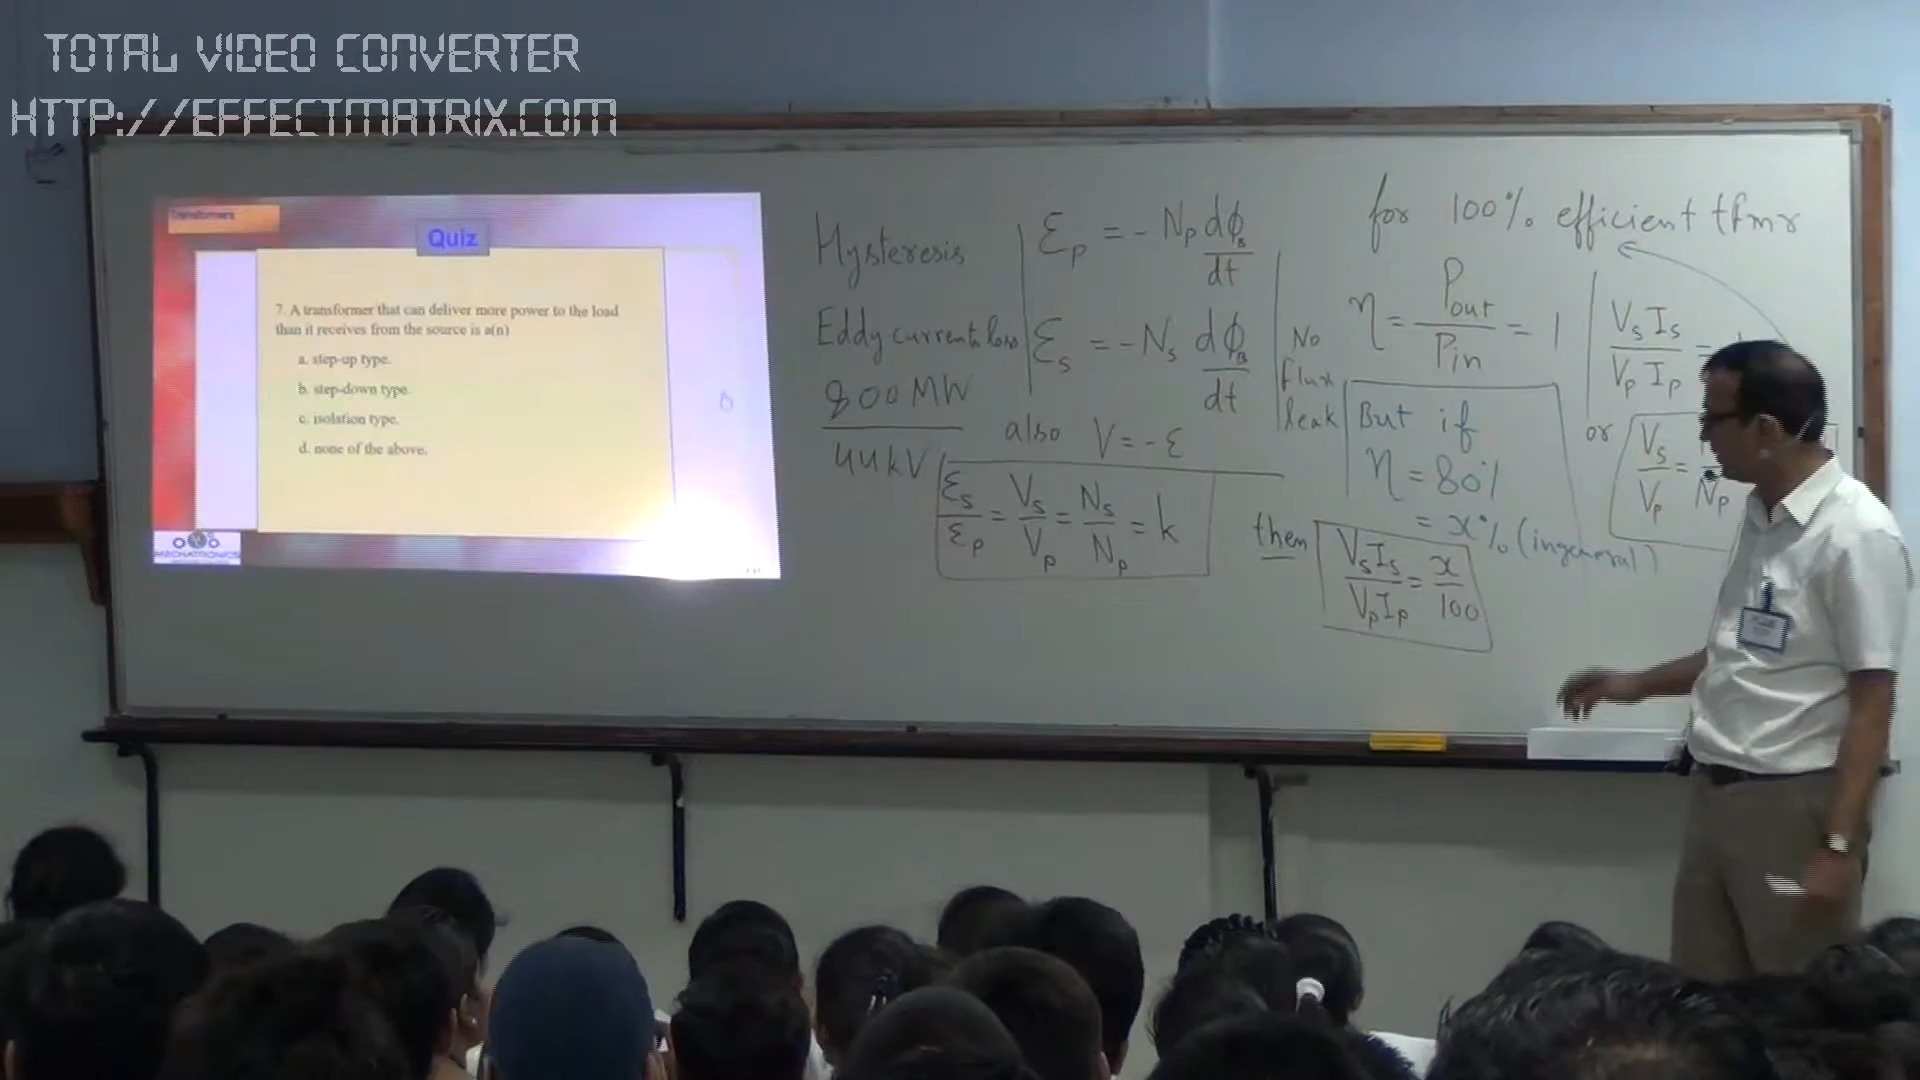 TOTAL VIDEO CONVERTER
HTTP://EFFECTMATRIX.COM
Transformers
Quiz
7. A transformer that can deliver more power to the load
than it receives from the source is a(n)
a. step-up type.
b. step-down type.
c. isolation type.
d. none of the above.
MECHATRONICS
Hysteresis
Eddy current loss
800 MW
44kV
Ep = - Np dϕB/dt
Es = - Ns dϕB/dt
also V = - ε
εs/εp = Vs/Vp = Ns/Np = k
No
flux
leak
for 100% efficient tfmr
η = Pout/Pin = 1
VsIs/VpIp =
or Vs/Vp = /Np
But if
η = 80%
= x% (in general)
then VsIs/VpIp = x/100